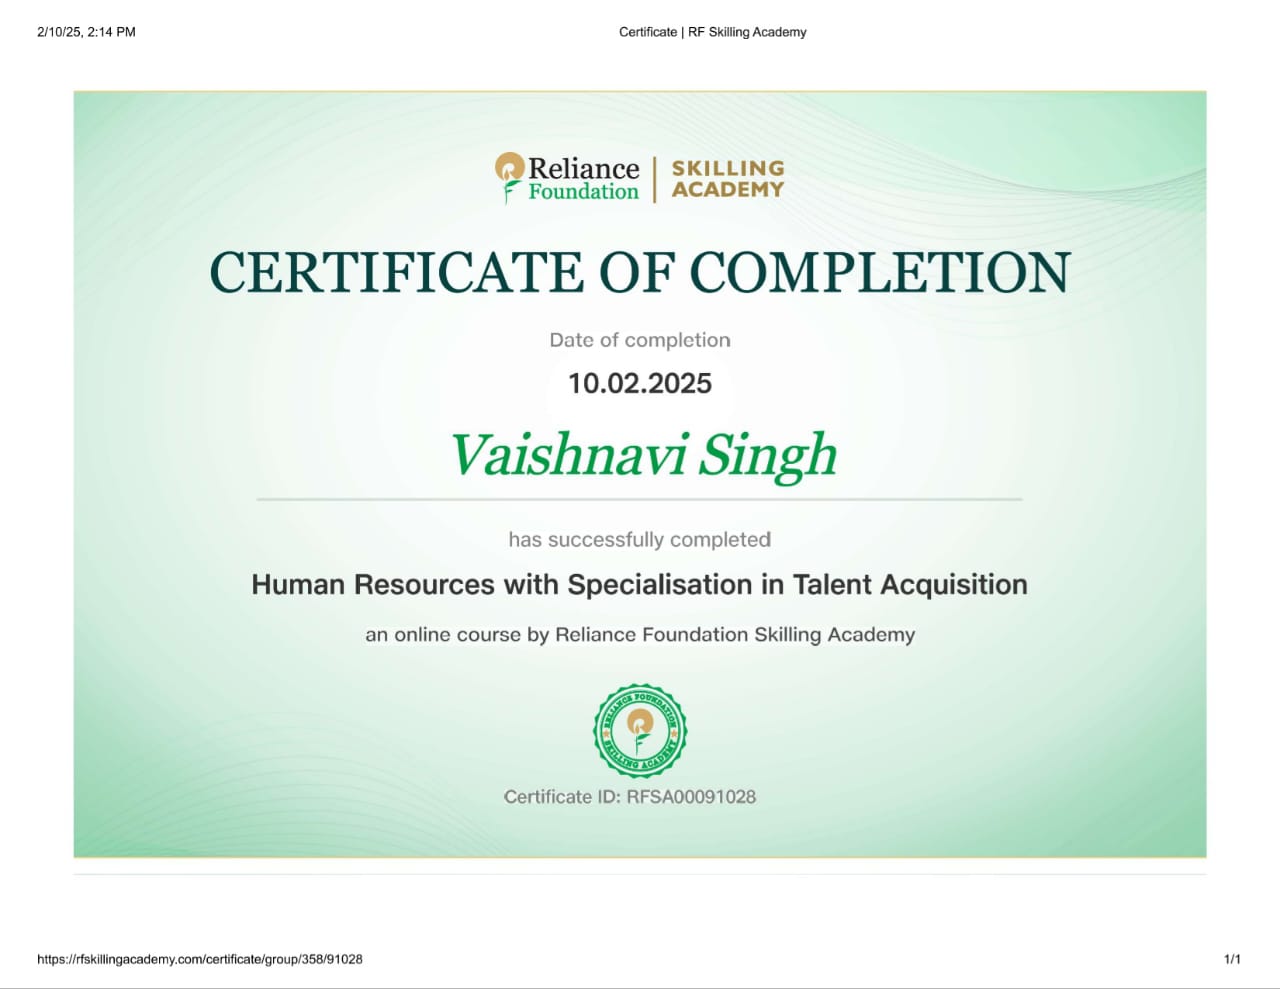 2/10/25, 2:14 PM
Certificate | RF Skilling Academy
Reliance
Foundation
SKILLING
ACADEMY
CERTIFICATE OF COMPLETION
Date of completion
10.02.2025
Vaishnavi Singh
has successfully completed
Human Resources with Specialisation in Talent Acquisition
an online course by Reliance Foundation Skilling Academy
RELIANCE FOUNDATION
SKILLING ACADEMY
Certificate ID: RFSA00091028
https://rfskillingacademy.com/certificate/group/358/91028
1/1